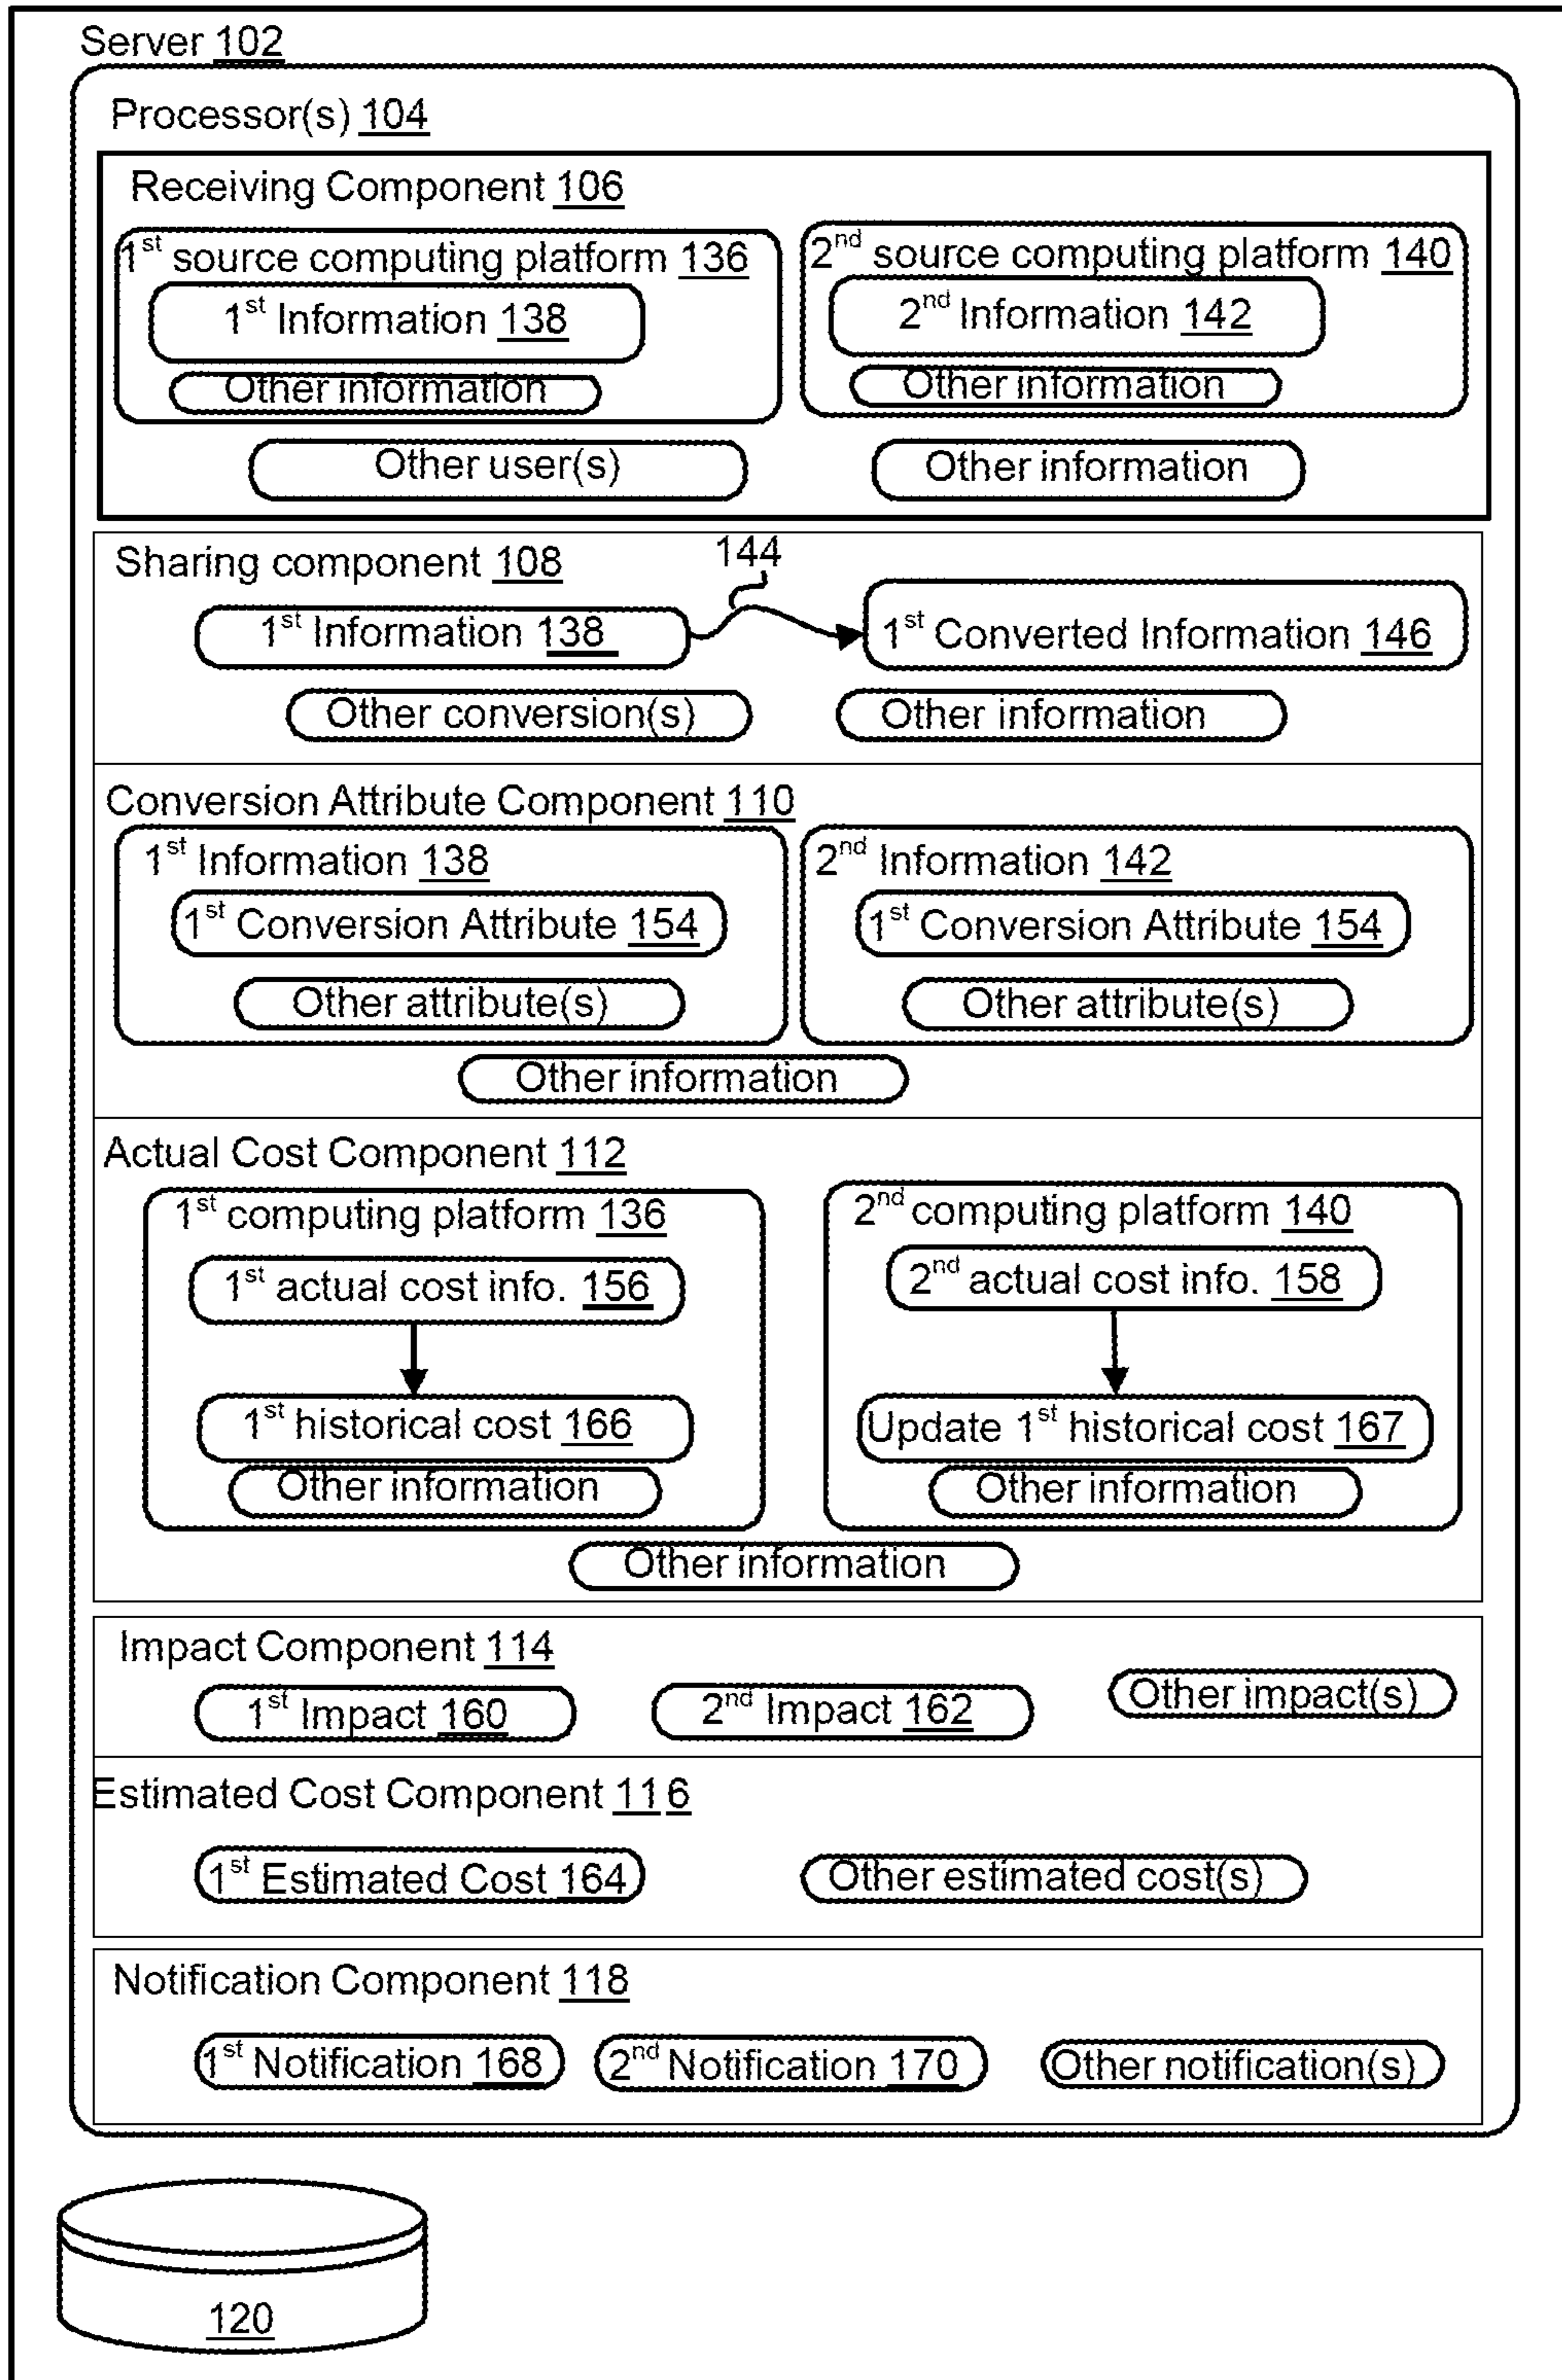 Server 102
Processor(s) 104
Receiving Component 106
1st source computing platform 136
2nd source computing platform 140
1st Information 138
2nd Information 142
Other information
Other information
Other user(s)
Other information
Sharing component 108
144
1st Information 138
1st Converted Information 146
Other conversion(s)
Other information
Conversion Attribute Component 110
1st Information 138
2nd Information 142
1st Conversion Attribute 154
1st Conversion Attribute 154
Other attribute(s)
Other attribute(s)
Other information
Actual Cost Component 112
1st computing platform 136
2nd computing platform 140
1st actual cost info. 156
2nd actual cost info. 158
1st historical cost 166
Update 1st historical cost 167
Other information
Other information
Other information
Impact Component 114
1st Impact 160
2nd Impact 162
Other impact(s)
Estimated Cost Component 116
1st Estimated Cost 164
Other estimated cost(s)
Notification Component 118
1st Notification 168
2nd Notification 170
Other notification(s)
120